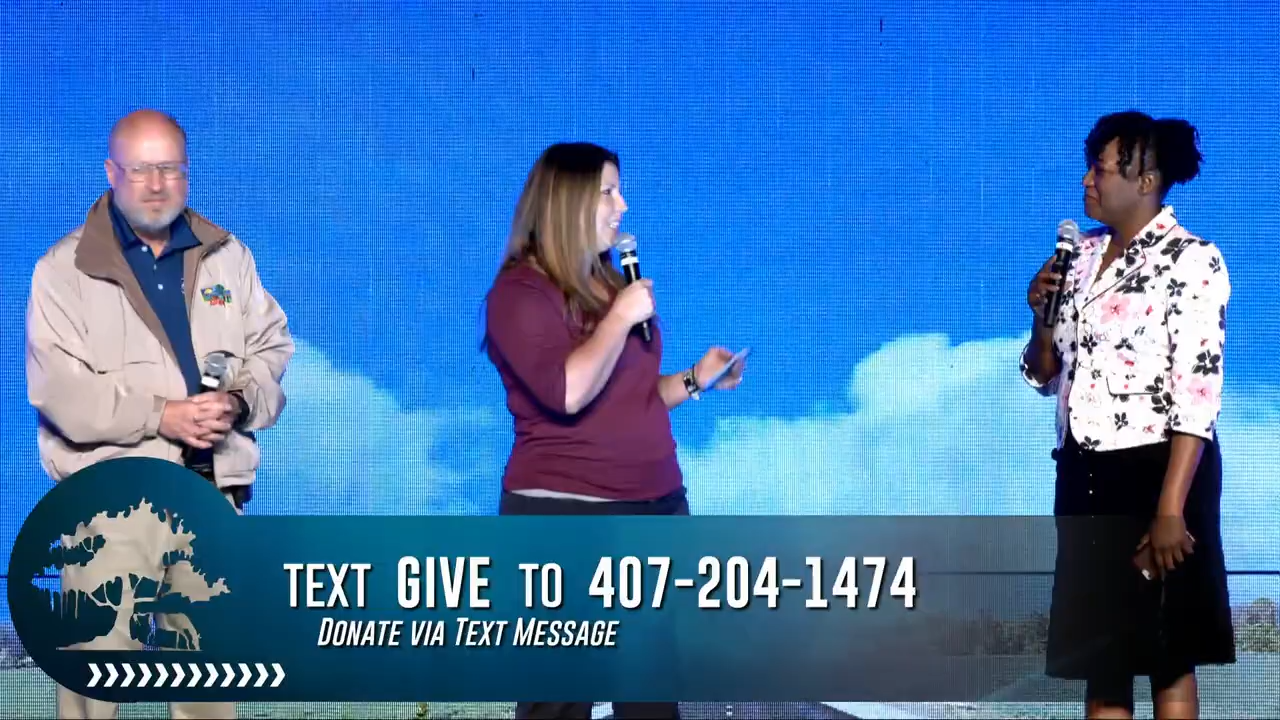 TEXT GIVE TO 407-204-1474
DONATE VIA TEXT MESSAGE